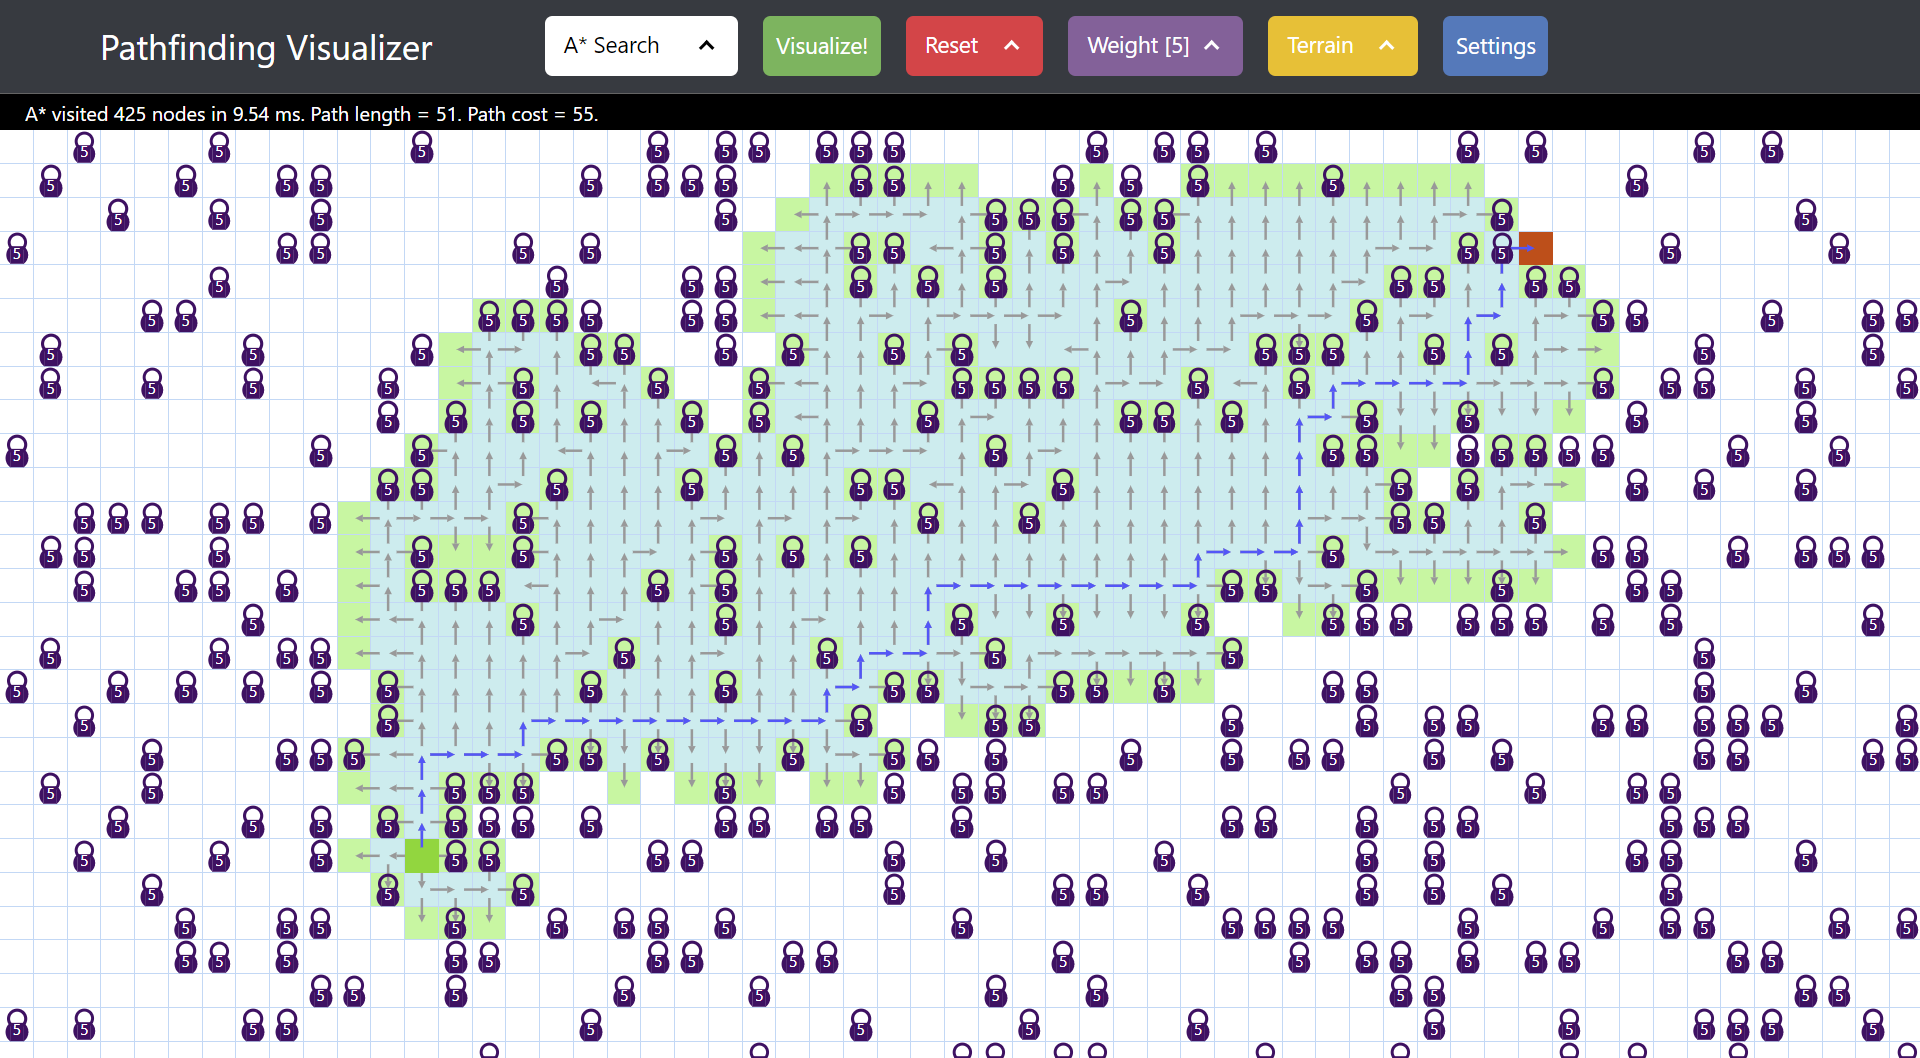 Pathfinding Visualizer
A* Search
Visualize!
Reset
Weight [5]
Terrain
Settings
A* visited 425 nodes in 9.54 ms. Path length = 51. Path cost = 55.